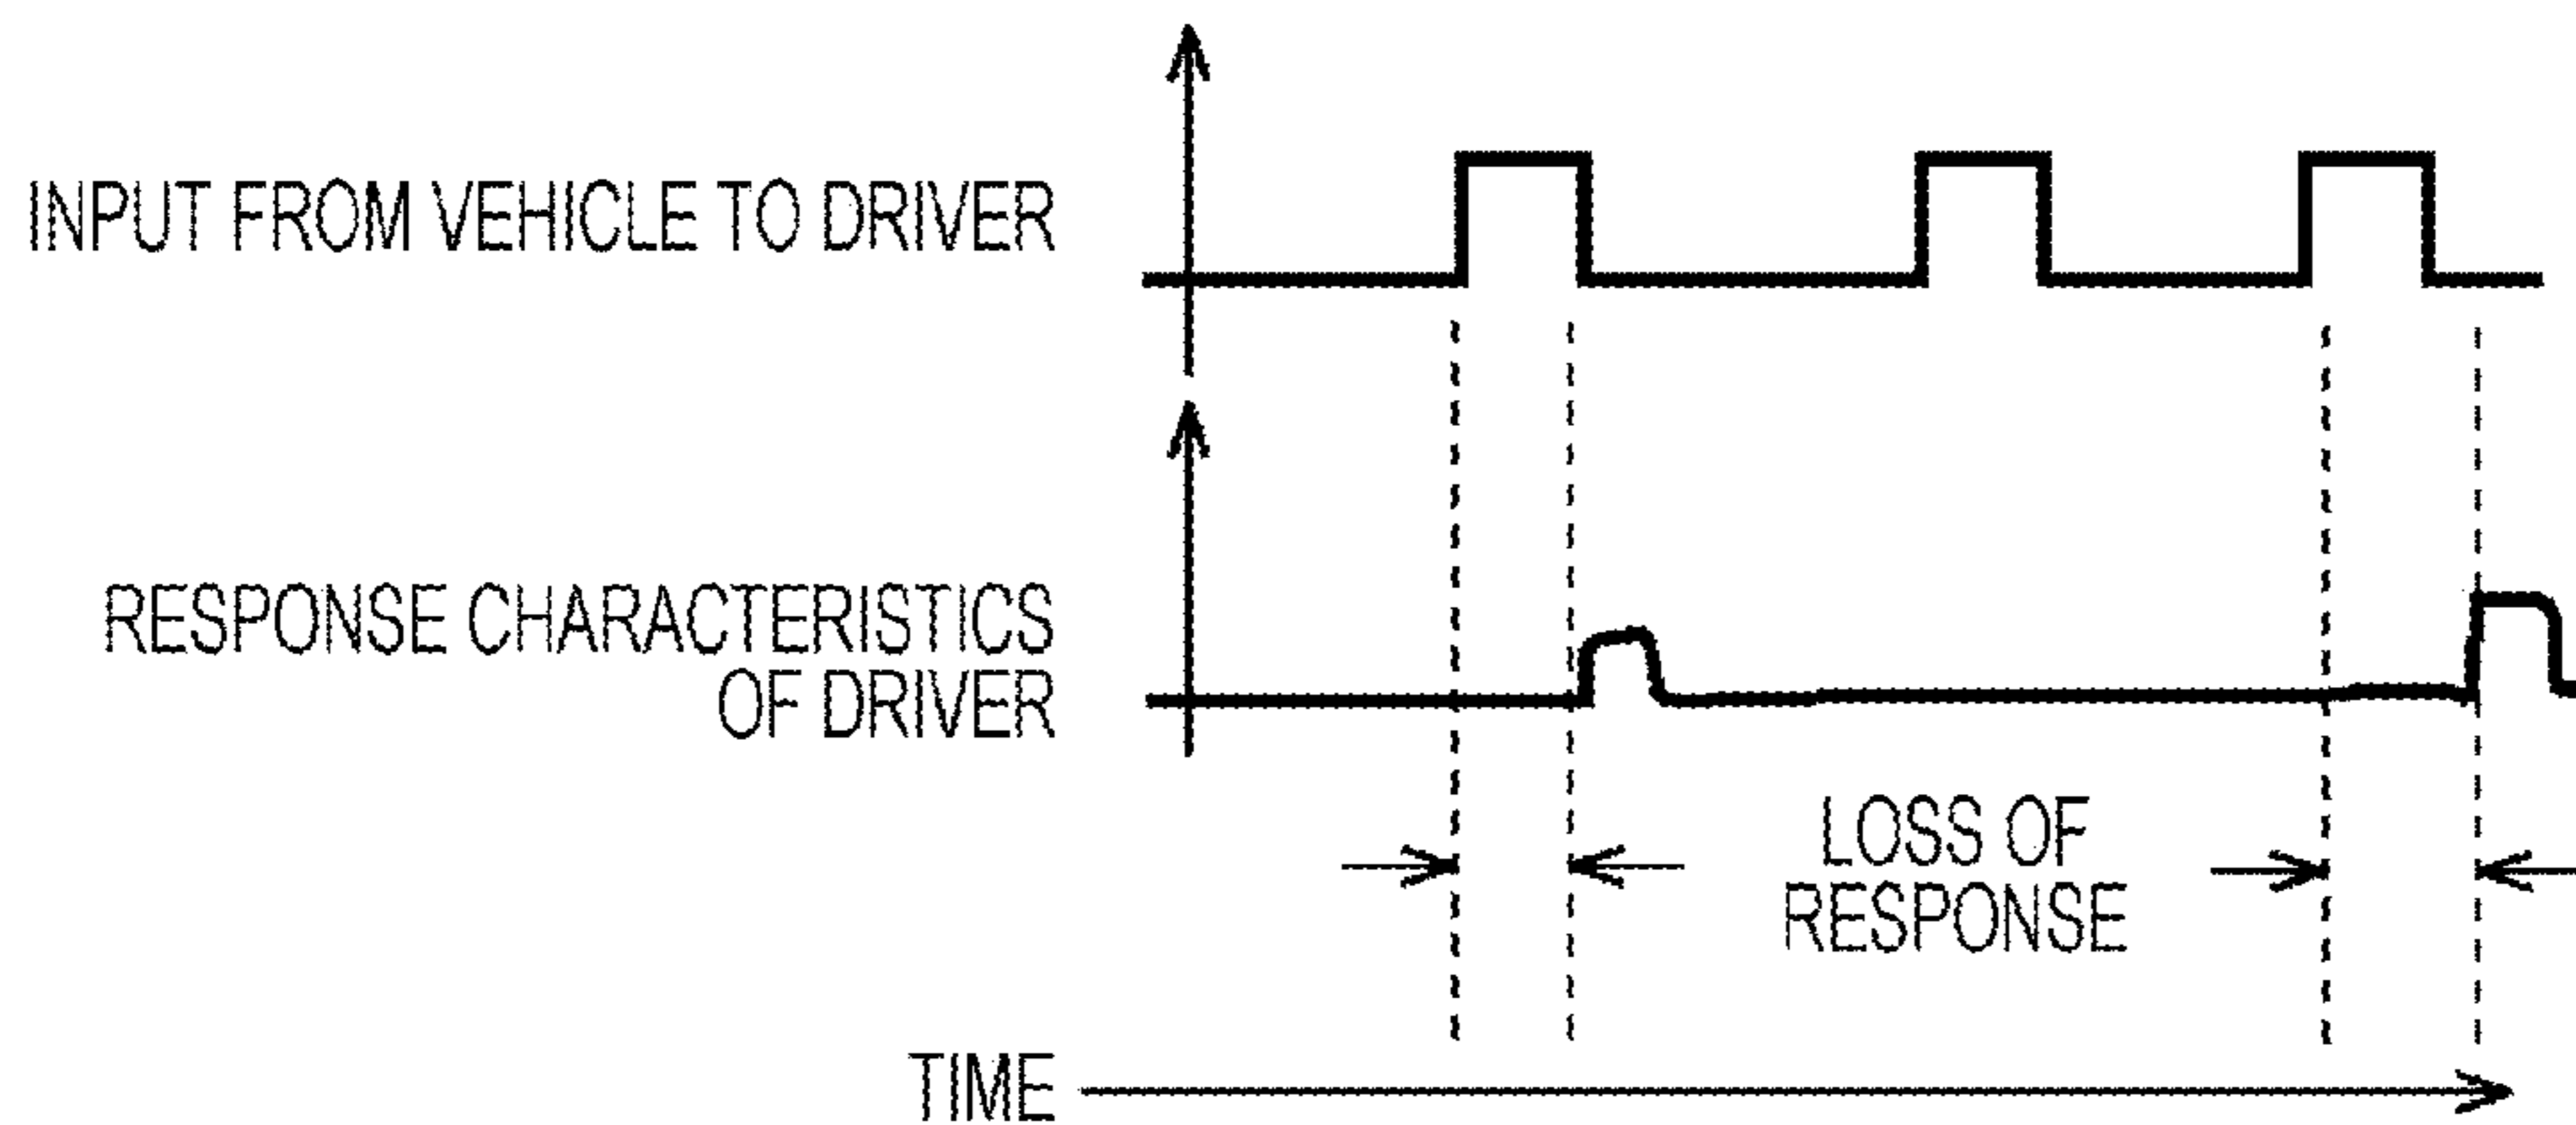 INPUT FROM VEHICLE TO DRIVER
RESPONSE CHARACTERISTICS
OF DRIVER
LOSS OF
RESPONSE
TIME